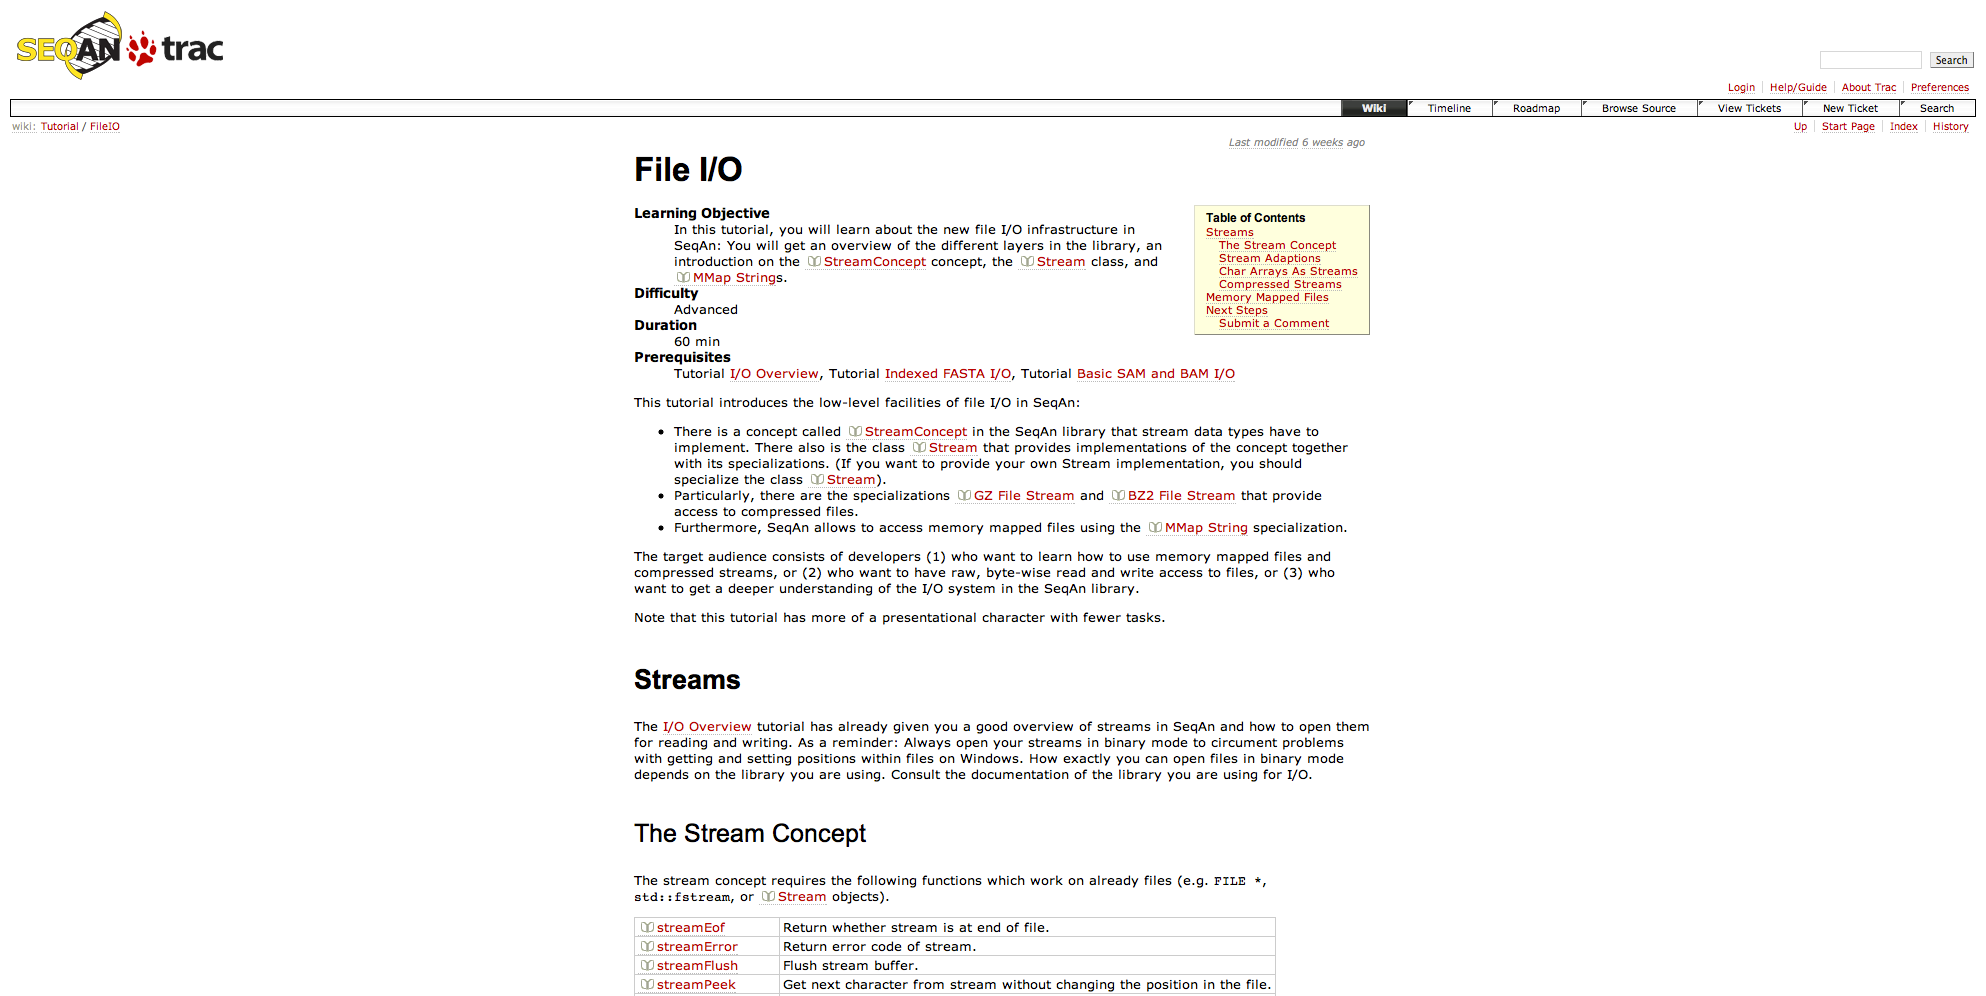 SEQAN trac
Search
Login Help/Guide About Trac Preferences
Wiki Timeline Roadmap Browse Source View Tickets New Ticket Search
wiki: Tutorial / FileIO
Up Start Page Index History
Last modified 6 weeks ago
File I/O
Learning Objective
In this tutorial, you will learn about the new file I/O infrastructure in
SeqAn: You will get an overview of the different layers in the library, an
introduction on the StreamConcept concept, the Stream class, and
MMap Strings.
Difficulty
Advanced
Duration
60 min
Prerequisites
Tutorial I/O Overview, Tutorial Indexed FASTA I/O, Tutorial Basic SAM and BAM I/O
Table of Contents
Streams
The Stream Concept
Stream Adaptions
Char Arrays As Streams
Compressed Streams
Memory Mapped Files
Next Steps
Submit a Comment
This tutorial introduces the low-level facilities of file I/O in SeqAn:
• There is a concept called StreamConcept in the SeqAn library that stream data types have to
implement. There also is the class Stream that provides implementations of the concept together
with its specializations. (If you want to provide your own Stream implementation, you should
specialize the class Stream).
• Particularly, there are the specializations GZ File Stream and BZ2 File Stream that provide
access to compressed files.
• Furthermore, SeqAn allows to access memory mapped files using the MMap String specialization.
The target audience consists of developers (1) who want to learn how to use memory mapped files and
compressed streams, or (2) who want to have raw, byte-wise read and write access to files, or (3) who
want to get a deeper understanding of the I/O system in the SeqAn library.
Note that this tutorial has more of a presentational character with fewer tasks.
Streams
The I/O Overview tutorial has already given you a good overview of streams in SeqAn and how to open them
for reading and writing. As a reminder: Always open your streams in binary mode to circument problems
with getting and setting positions within files on Windows. How exactly you can open files in binary mode
depends on the library you are using. Consult the documentation of the library you are using for I/O.
The Stream Concept
The stream concept requires the following functions which work on already files (e.g. FILE *,
std::fstream, or Stream objects).
streamEof Return whether stream is at end of file.
streamError Return error code of stream.
streamFlush Flush stream buffer.
streamPeek Get next character from stream without changing the position in the file.